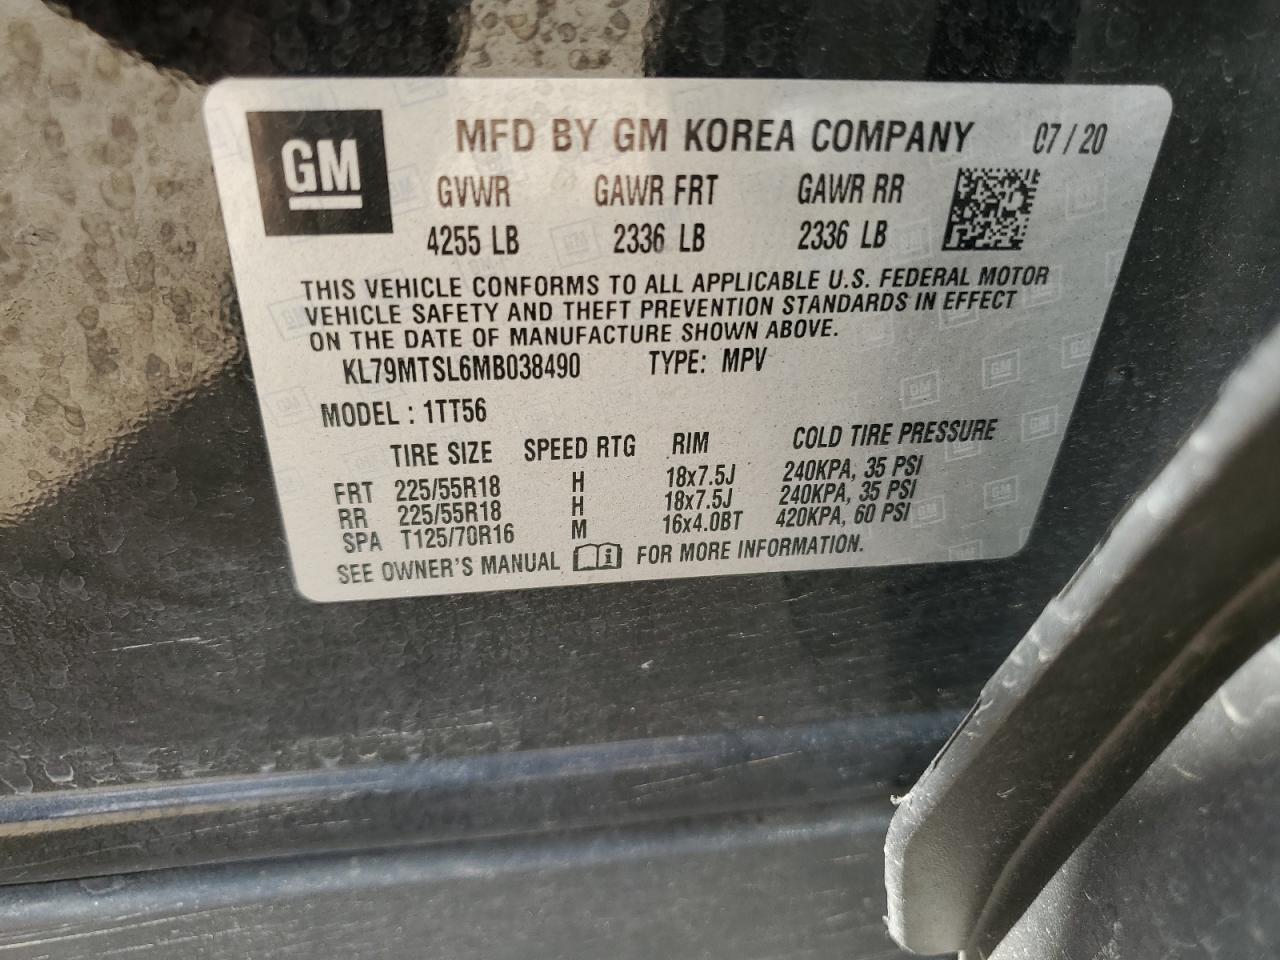 GM
MFD BY GM KOREA COMPANY 07/20
GVWR GAWR FRT GAWR RR
4255 LB 2336 LB 2336 LB
THIS VEHICLE CONFORMS TO ALL APPLICABLE U.S. FEDERAL MOTOR
VEHICLE SAFETY AND THEFT PREVENTION STANDARDS IN EFFECT
ON THE DATE OF MANUFACTURE SHOWN ABOVE.
KL79MTSL6MB038490 TYPE: MPV
MODEL : 1TT56
TIRE SIZE SPEED RTG RIM COLD TIRE PRESSURE
FRT 225/55R18 H 18x7.5J 240KPA, 35 PSI
RR 225/55R18 H 18x7.5J 240KPA, 35 PSI
SPA T125/70R16 M 16x4.0BT 420KPA, 60 PSI
SEE OWNER'S MANUAL i FOR MORE INFORMATION.